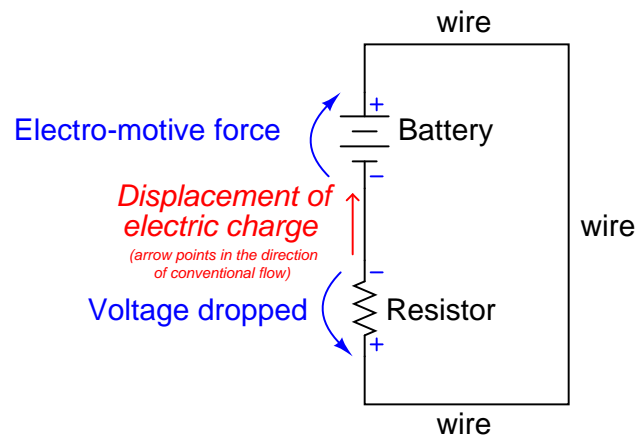 wire
+
Electro-motive force
Battery
−
Displacement of
electric charge
(arrow points in the direction
of conventional flow)
wire
−
Voltage dropped
Resistor
+
wire